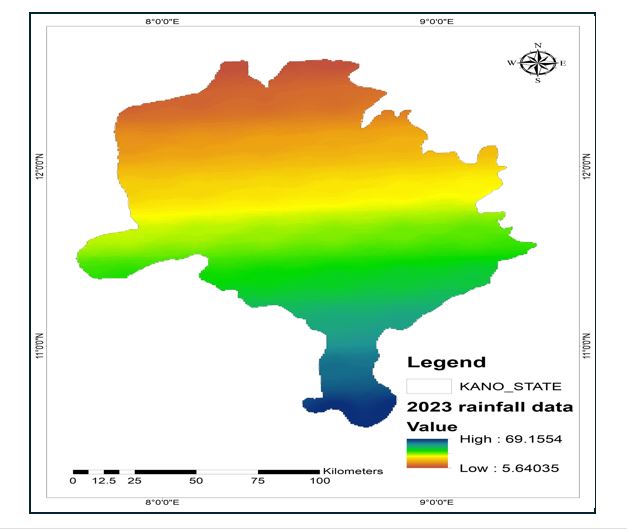 8°0'0"E 9°0'0"E
N
W E
S
12°0'0"N 12°0'0"N
11°0'0"N 11°0'0"N
Legend
KANO_STATE
2023 rainfall data
Value
High : 69.1554
Low : 5.64035
Kilometers
0 12.5 25 50 75 100
8°0'0"E 9°0'0"E